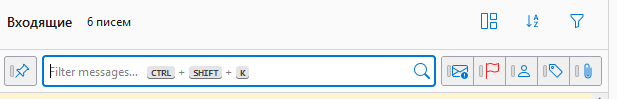 Входящие 6 писем
Filter messages... CTRL + SHIFT + K